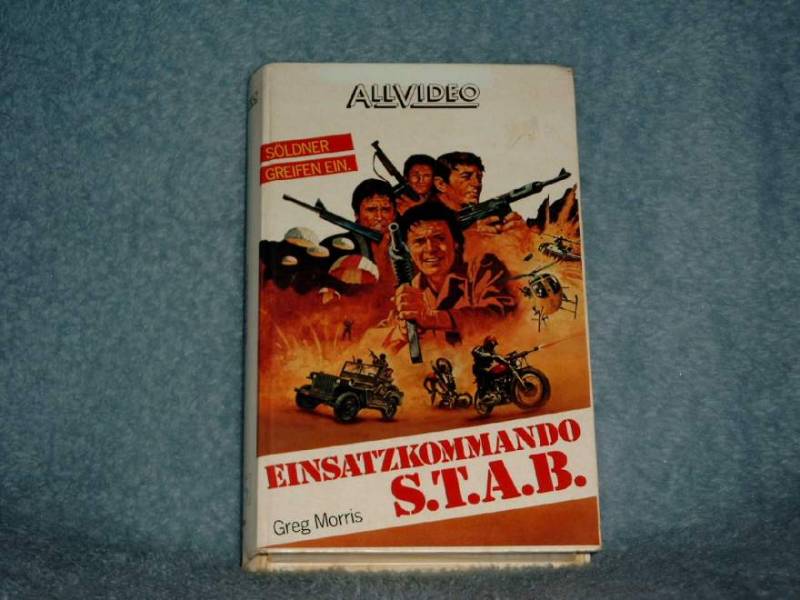 ALLVIDEO
SÖLDNER
GREIFEN EIN.
EINSATZKOMMANDO
S.T.A.B.
Greg Morris